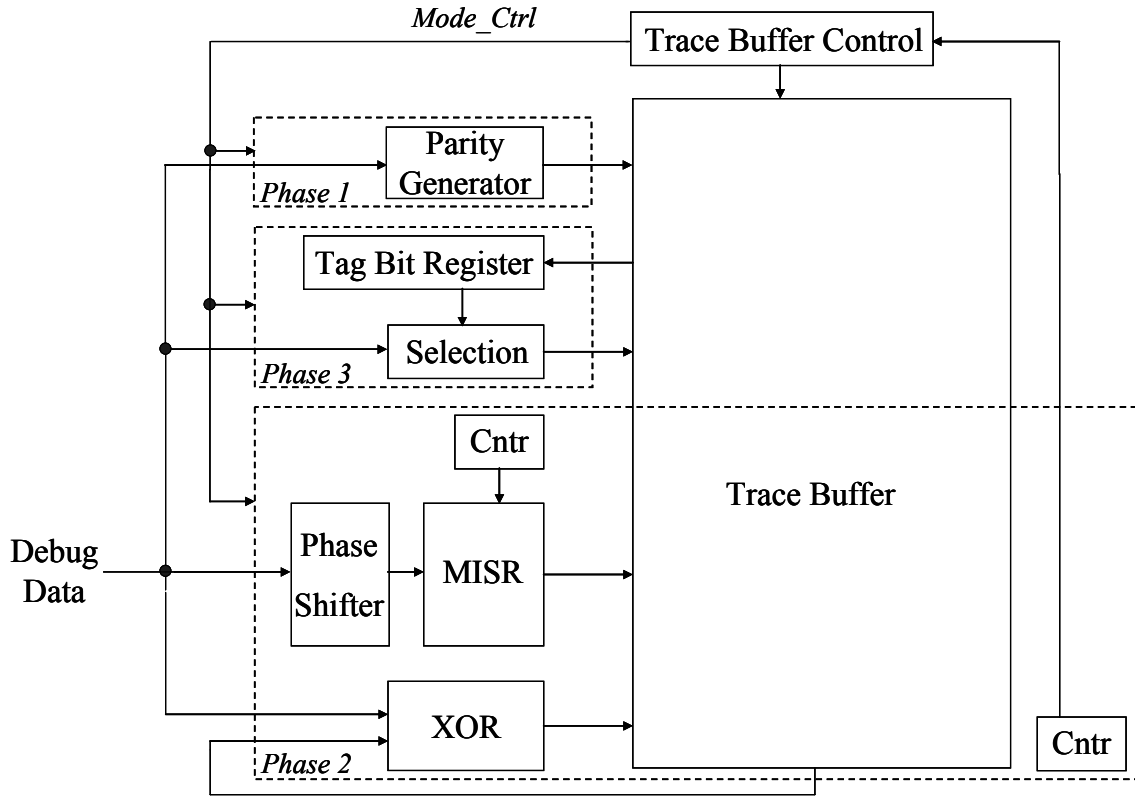 Mode_Ctrl
Trace Buffer Control
Parity
Generator
Phase 1
Tag Bit Register
Selection
Phase 3
Cntr
Trace Buffer
Phase
Shifter
MISR
Debug
Data
XOR
Phase 2
Cntr